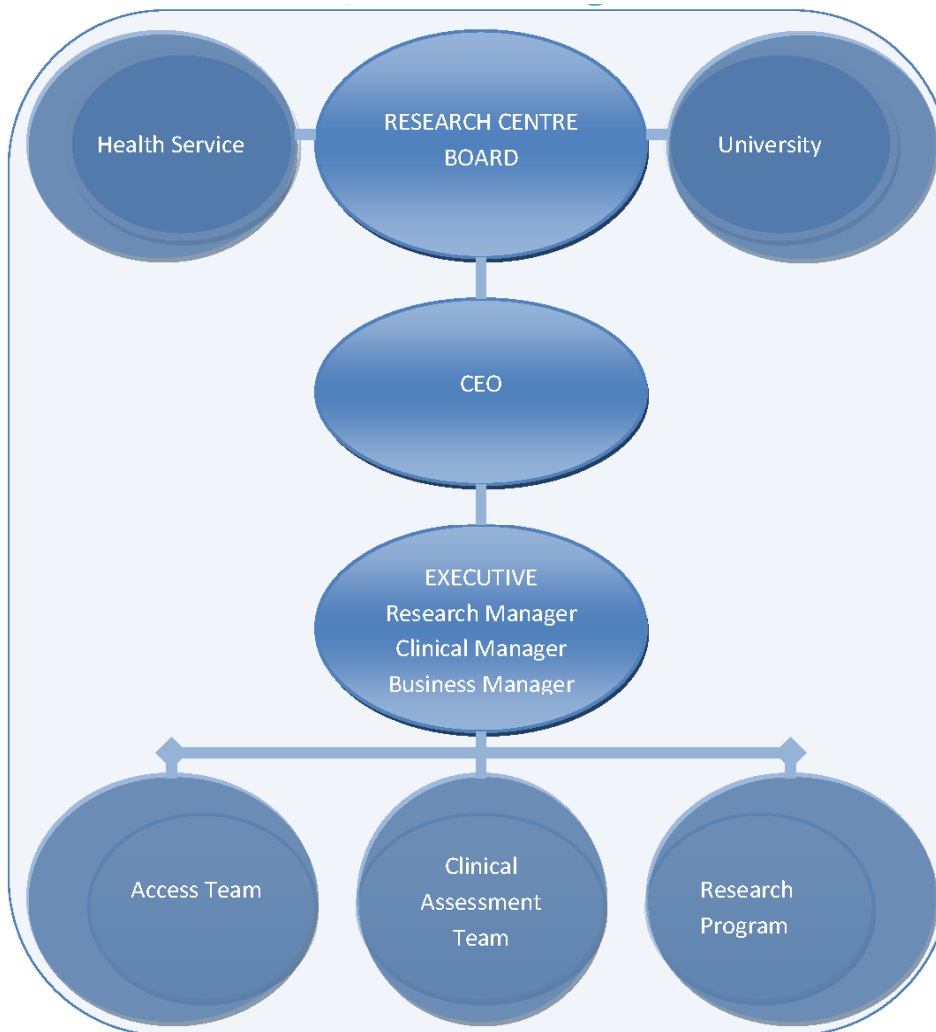 Health Service
RESEARCH CENTRE
BOARD
University
CEO
EXECUTIVE
Research Manager
Clinical Manager
Business Manager
Access Team
Clinical
Assessment
Team
Research
Program